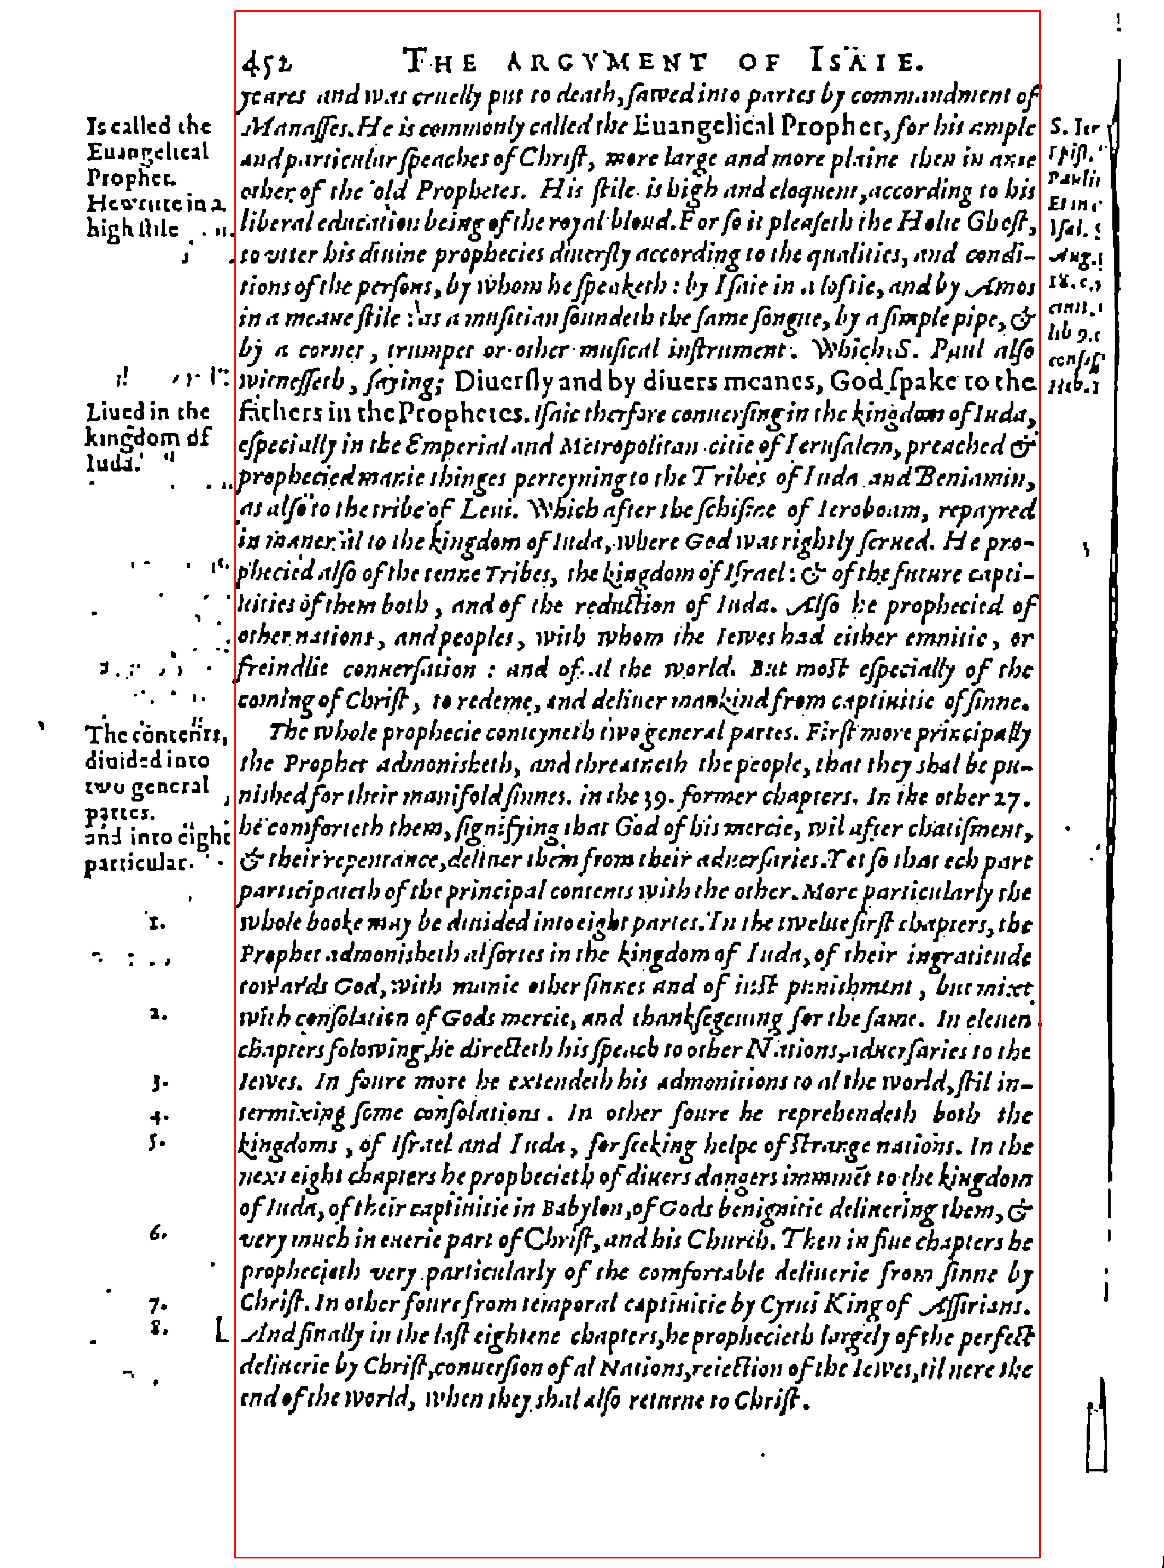 452 THE ARGVMENT OF ISAIE.
yeares and was cruelly put to death, ſawed into partes by commandment of
Manaſſes. He is commonly called the Euangelical Prophet, for his ample
and particular ſpeaches of Chriſt, more large and more plaine then in anie
other of the old Prophetes. His ſtile is high and eloquent, according to his
liberal education being of the royal bloud. For ſo it pleaſeth the Holie Ghoſt,
to vtter his diuine prophecies diuerſly according to the qualities, and condi-
tions of the perſons, by whom he ſpeaketh: by Iſaie in a loftie, and by Amos
in a meane ſtile: as a muſitian ſoundeth the ſame ſongue, by a ſimple pipe, &
by a cornet, trumpet or other muſical inſtrument. Which S. Paul alſo
witneſſeth, ſaying; Diuerſly and by diuers meanes, God ſpake to the
fathers in the Prophetes. Iſaie therfore conuerſing in the kingdom of Iuda,
eſpecially in the Emperial and Metropolitan citie of Ieruſalem, preached &
prophecied manie thinges perteyning to the Tribes of Iuda and Beniamin,
as alſo to the tribe of Leui. Which after the ſchiſme of Ieroboam, repayred
in maner al to the kingdom of Iuda, where God was rightly ſerued. He pro-
phecied alſo of the tenne Tribes, the kingdom of Iſrael: & of the future capti-
uities of them both, and of the reduction of Iuda. Alſo he prophecied of
other nations, and peoples, with whom the Iewes had either emnitie, or
freindlie conuerſation: and of al the world. But moſt eſpecially of the
coming of Chriſt, to redeme, and deliuer mankind from captiuitie of ſinne.
The whole prophecie conteyneth two general partes. Firſt more principally
the Prophet admonisheth, and threatneth the people, that they shal be pu-
nished for their manifold ſinnes. in the 39. former chapters. In the other 27.
he comforteth them, ſignifying that God of his mercie, wil after chatiſment,
& their repentance, deliuer them from their aduerſaries. Yet ſo that ech part
participateth of the principal contents with the other. More particularly the
whole booke may be diuided into eight partes. In the twelue firſt chapters, the
Prophet admonisheth al ſortes in the kingdom of Iuda, of their ingratitude
towards God, with manie other ſinnes and of iuſt punishment, but mixt
with conſolation of Gods mercie, and thankſgeuing for the ſame. In eleuen
chapters folowing, he directeth his ſpeach to other Nations, aduerſaries to the
Iewes. In foure more he extendeth his admonitions to al the world, ſtil in-
termixing ſome conſolations. In other foure he reprehendeth both the
kingdoms, of Iſrael and Iuda, for ſeeking helpe of ſtrange nations. In the
next eight chapters he prophecieth of diuers dangers imminēt to the kingdom
of Iuda, of their captiuitie in Babylon, of Gods benignitie deliuering them, &
very much in euerie part of Chriſt, and his Church. Then in fiue chapters he
prophecieth very particularly of the comfortable deliuerie from ſinne by
Chriſt. In other foure from temporal captiuitie by Cyrus King of Aſſirians.
And finally in the laſt eightene chapters, he prophecieth largely of the perfect
deliuerie by Chriſt, conuerſion of al Nations, reiection of the Iewes, til nere the
end of the world, when they shal alſo returne to Chriſt.
Is called the
Euangelical
Prophet.
He write in a
high ſtile
Liued in the
kingdom of
Iuda.
The contents,
diuided into
two general
partes.
and into eight
particular.
1.
2.
3.
4.
5.
6.
7.
8.
S. Ier
Epiſt.
Paulin
Et in c
Iſai. 5
Aug.
18. c.
ciuit.
lib 9.c
confeſ
Heb.1